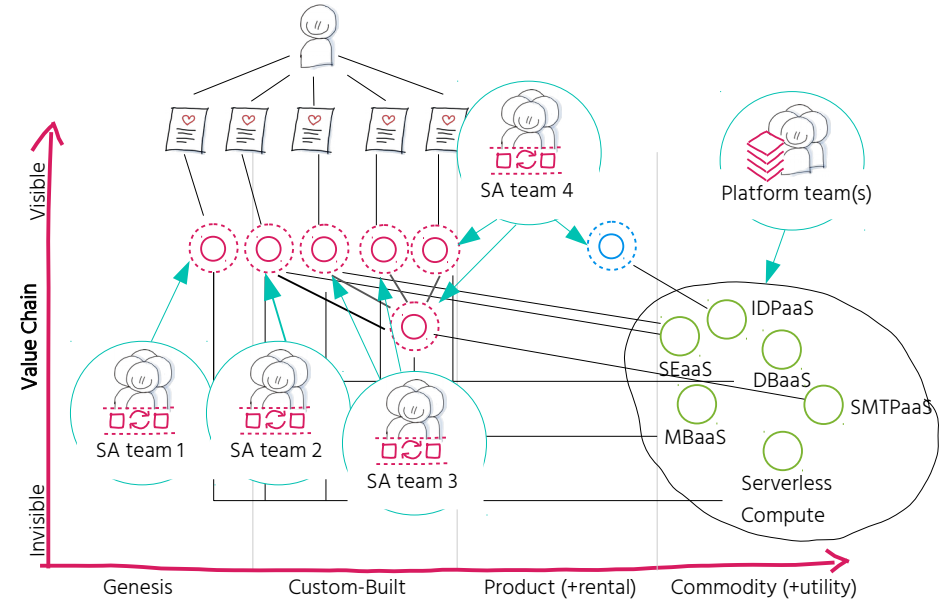 SA team 4
Platform team(s)
Visible
Value Chain
Invisible
IDPaaS
SEaaS
DBaaS
SMTPaaS
MBaaS
Serverless
Compute
SA team 1
SA team 2
SA team 3
Genesis
Custom-Built
Product (+rental)
Commodity (+utility)